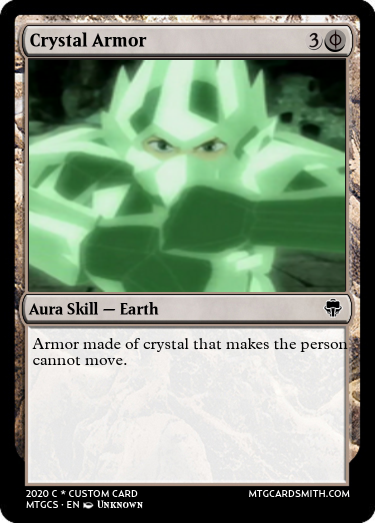 Crystal Armor 3
Aura Skill — Earth
Armor made of crystal that makes the person
cannot move.
2020 C * CUSTOM CARD MTGCARDSMITH.COM
MTGCS · EN UNKNOWN